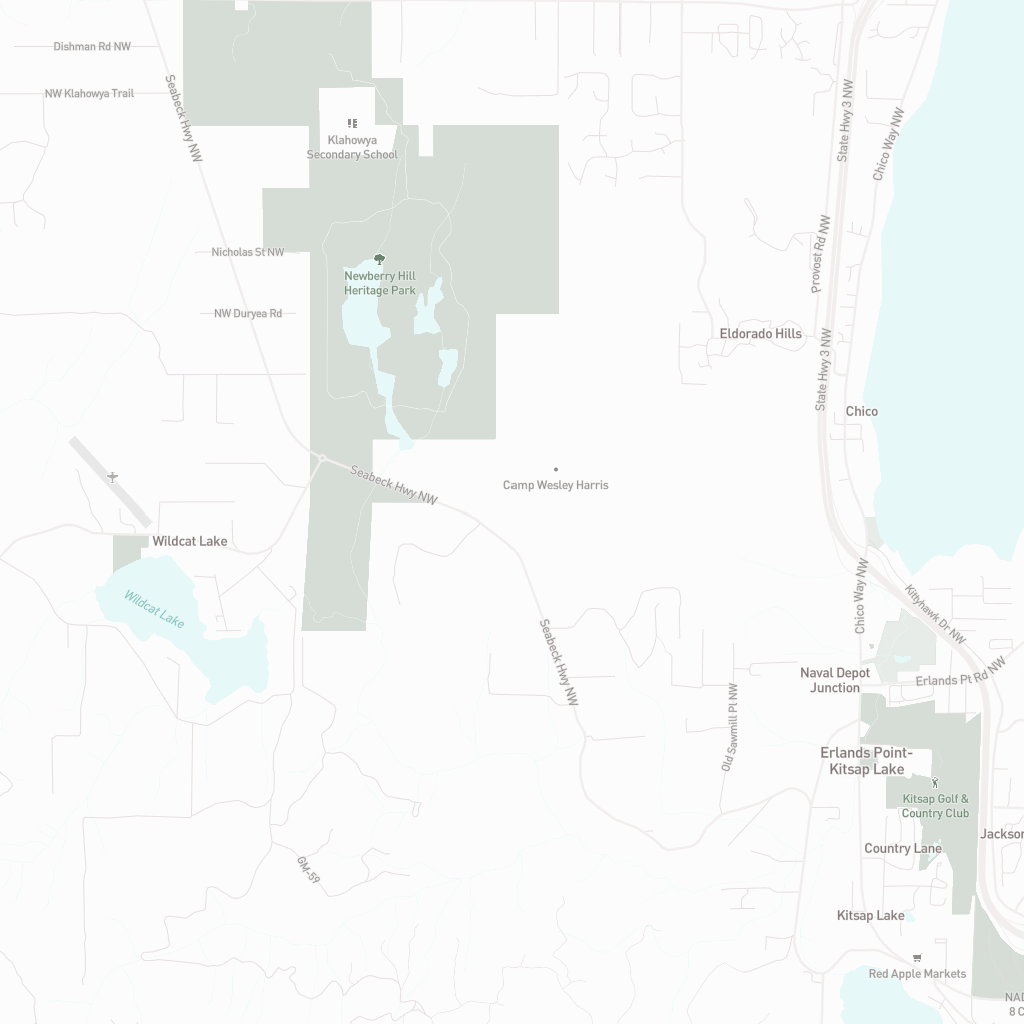 Dishman Rd NW
NW Klahowya Trail
Seabeck Hwy NW
Klahowya
Secondary School
State Hwy 3 NW
Chico Way NW
Nicholas St NW
Newberry Hill
Heritage Park
Provost Rd NW
NW Duryea Rd
Eldorado Hills
State Hwy 3 NW
Chico
Seabeck Hwy NW
Camp Wesley Harris
Wildcat Lake
Wildcat Lake
Chico Way NW
Kittyhawk Dr NW
Seabeck Hwy NW
Naval Depot
Junction
Erlands Pt Rd NW
Old Sawmill Pl NW
Erlands Point-
Kitsap Lake
Kitsap Golf &
Country Club
Jackson
Country Lane
GM-59
Kitsap Lake
Red Apple Markets
NAD
8 C